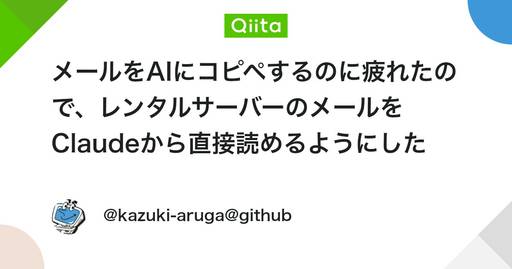 Qiita
メールをAIにコピペするのに疲れたの
で、レンタルサーバーのメールを
Claudeから直接読めるようにした
@kazuki-aruga@github